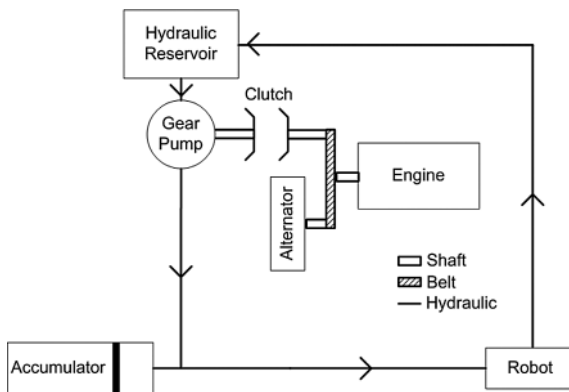 Hydraulic
Reservoir
Clutch
Gear
Pump
Engine
Alternator
Shaft
Belt
Hydraulic
Accumulator
Robot